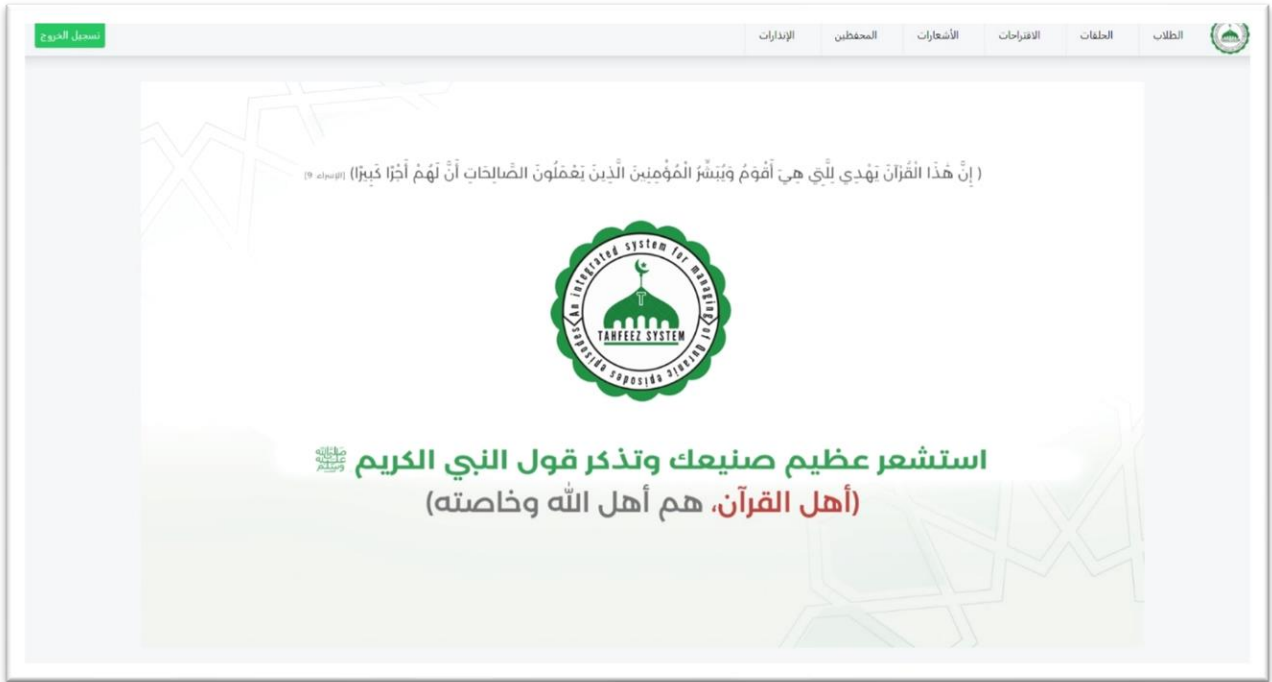 الطلاب
الحلقات
الاقتراحات
الأشعارات
المحفظين
الإنذارات
تسجيل الخروج
( إِنَّ هَٰذَا الْقُرْآنَ يَهْدِي لِلَّتِي هِيَ أَقْوَمُ وَيُبَشِّرُ الْمُؤْمِنِينَ الَّذِينَ يَعْمَلُونَ الصَّالِحَاتِ أَنَّ لَهُمْ أَجْرًا كَبِيرًا) [الإسراء: 9]
An integrated system for managing of Quranic episodes episodes
T
TAHFEEZ SYSTEM
استشعر عظيم صنيعك وتذكر قول النبي الكريم ﷺ
(أهل القرآن، هم أهل الله وخاصته)